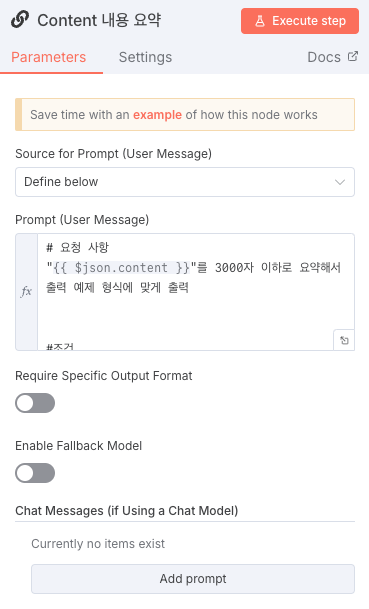 Content 내용 요약
Execute step
Parameters
Settings
Docs
Save time with an example of how this node works
Source for Prompt (User Message)
Define below
Prompt (User Message)
fx
# 요청 사항
"{{ $json.content }}"를 3000자 이하로 요약해서
출력 예제 형식에 맞게 출력
#조건
Require Specific Output Format
Enable Fallback Model
Chat Messages (if Using a Chat Model)
Currently no items exist
Add prompt